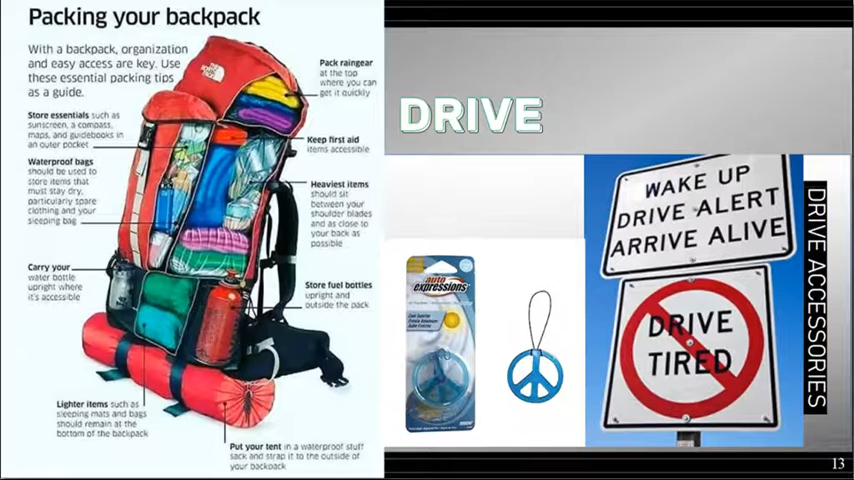 Packing your backpack
With a backpack, organization
and easy access are key. Use
these essential packing tips
as a guide.
THE
NORTH
FACE
Pack raingear
at the top
where you can
get it quickly
Store essentials such as
sunscreen, a compass,
maps, and guidebooks in
an outer pocket
Keep first aid
items accessible
Waterproof bags
should be used to
store items that
must stay dry,
particularly spare
clothing and your
sleeping bag
Heaviest items
should sit
between your
shoulder blades
and as close to
your back as
possible
Carry your
water bottle
upright where
it's accessible
Store fuel bottles
upright and
outside the pack
Lighter items such as
sleeping mats and bags
should remain at the
bottom of the backpack
Put your tent in a waterproof stuff
sack and strap it to the outside of
your backpack
DRIVE
auto
expressions
WAKE UP
DRIVE ALERT
ARRIVE ALIVE
DRIVE
TIRED
DRIVE ACCESSORIES
13